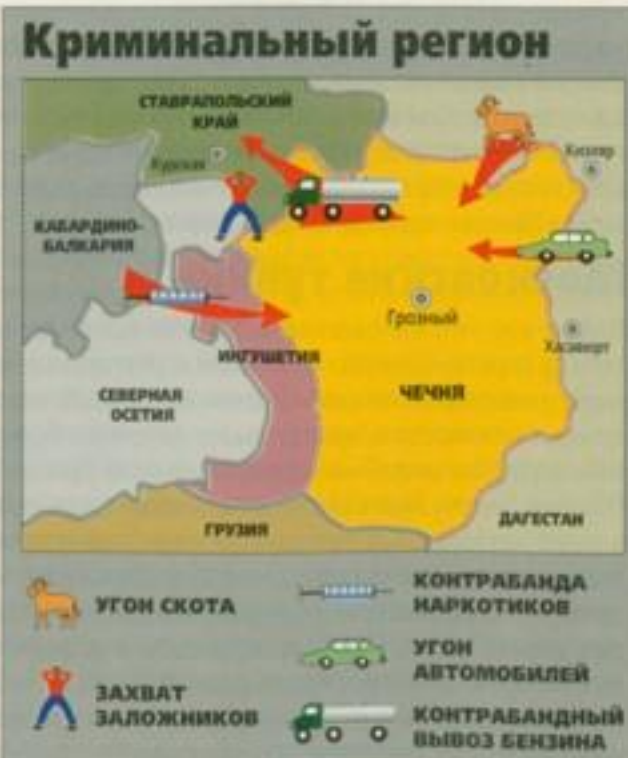 Криминальный регион
СТАВРАПОЛЬСКИЙ
КРАЙ
Курская
Кизляр
КАБАРДИНО-
БАЛКАРИЯ
Грозный
Хасавюрт
ИНГУШЕТИЯ
СЕВЕРНАЯ
ОСЕТИЯ
ЧЕЧНЯ
ДАГЕСТАН
ГРУЗИЯ
УГОН СКОТА
КОНТРАБАНДА
НАРКОТИКОВ
ЗАХВАТ
ЗАЛОЖНИКОВ
УГОН
АВТОМОБИЛЕЙ
КОНТРАБАНДНЫЙ
ВЫВОЗ БЕНЗИНА